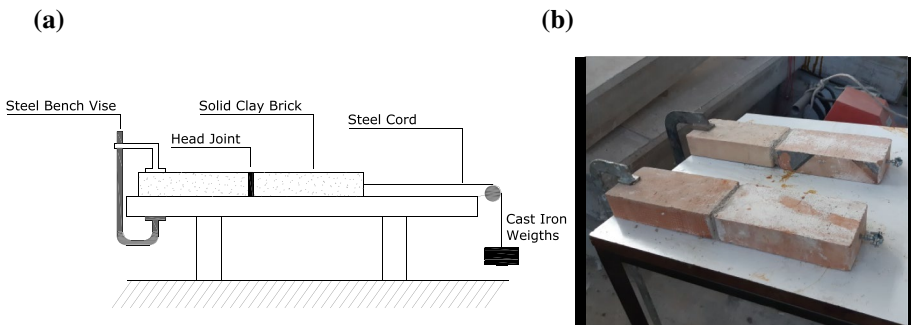 (a)
(b)
Steel Bench Vise
Solid Clay Brick
Steel Cord
Head Joint
Cast Iron
Weigths